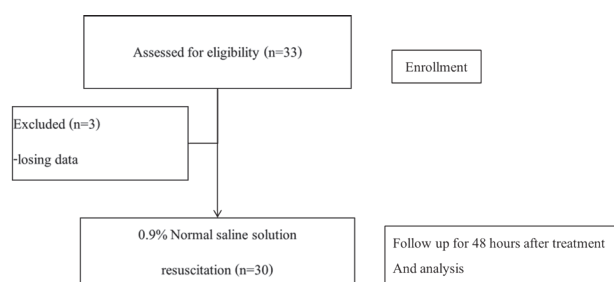 Assessed for eligibility (n=33)
Enrollment
Excluded (n=3)
-losing data
0.9% Normal saline solution
resuscitation (n=30)
Follow up for 48 hours after treatment
And analysis